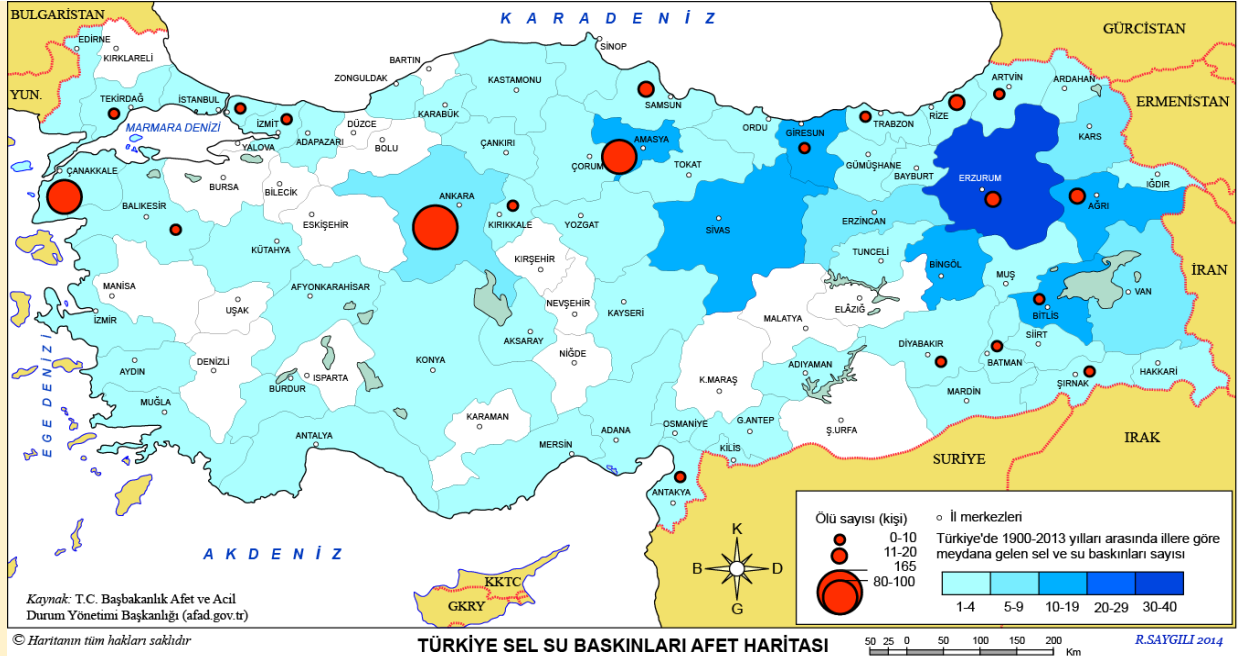 BULGARİSTAN
K A R A D E N İ Z
GÜRCİSTAN
EDİRNE
KIRKLARELİ
SİNOP
BARTIN
ZONGULDAK
KASTAMONU
ARTVİN
ARDAHAN
YUN.
TEKİRDAĞ
İSTANBUL
KARABÜK
SAMSUN
ERMENİSTAN
MARMARA DENİZİ
İZMİT
DÜZCE
ORDU
GİRESUN
TRABZON
RİZE
KARS
YALOVA
ADAPAZARI
BOLU
ÇANKIRI
AMASYA
ÇORUM
TOKAT
GÜMÜŞHANE
BAYBURT
ÇANAKKALE
BURSA
BİLECİK
ERZURUM
IĞDIR
BALIKESİR
ESKİŞEHİR
ANKARA
KIRIKKALE
YOZGAT
SİVAS
ERZİNCAN
AĞRI
KÜTAHYA
KIRŞEHİR
TUNCELİ
BİNGÖL
MUŞ
VAN
İRAN
MANİSA
UŞAK
AFYONKARAHİSAR
NEVŞEHİR
KAYSERİ
ELÂZIĞ
BİTLİS
İZMİR
AKSARAY
MALATYA
SİİRT
EGE DENİZİ
AYDIN
DENİZLİ
BURDUR
ISPARTA
KONYA
NİĞDE
K.MARAŞ
ADIYAMAN
DİYABAKIR
BATMAN
ŞIRNAK
HAKKARİ
MUĞLA
KARAMAN
MARDİN
ANTALYA
MERSİN
ADANA
OSMANİYE
G.ANTEP
Ş.URFA
KİLİS
IRAK
SURİYE
ANTAKYA
A K D E N İ Z
KKTC
GKRY
K
B
D
G
Ölü sayısı (kişi)
0-10
11-20
165
80-100
İl merkezleri
Türkiye'de 1900-2013 yılları arasında illere göre
meydana gelen sel ve su baskınları sayısı
1-4
5-9
10-19
20-29
30-40
Kaynak: T.C. Başbakanlık Afet ve Acil
Durum Yönetimi Başkanlığı (afad.gov.tr)
© Haritanın tüm hakları saklıdır
TÜRKİYE SEL SU BASKINLARI AFET HARİTASI
50 25 0 50 100 150 200
Km
R.SAYGILI 2014